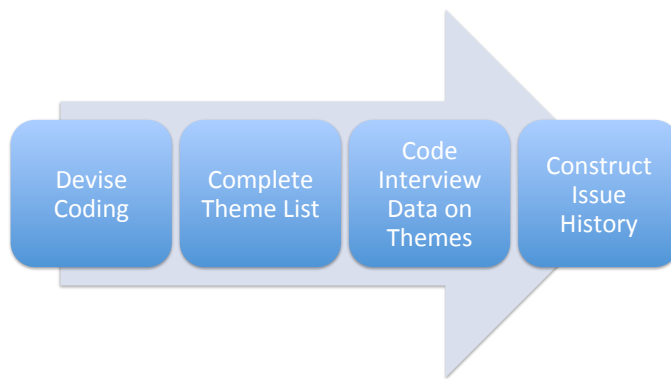 Devise
Coding
Complete
Theme List
Code
Interview
Data on
Themes
Construct
Issue
History